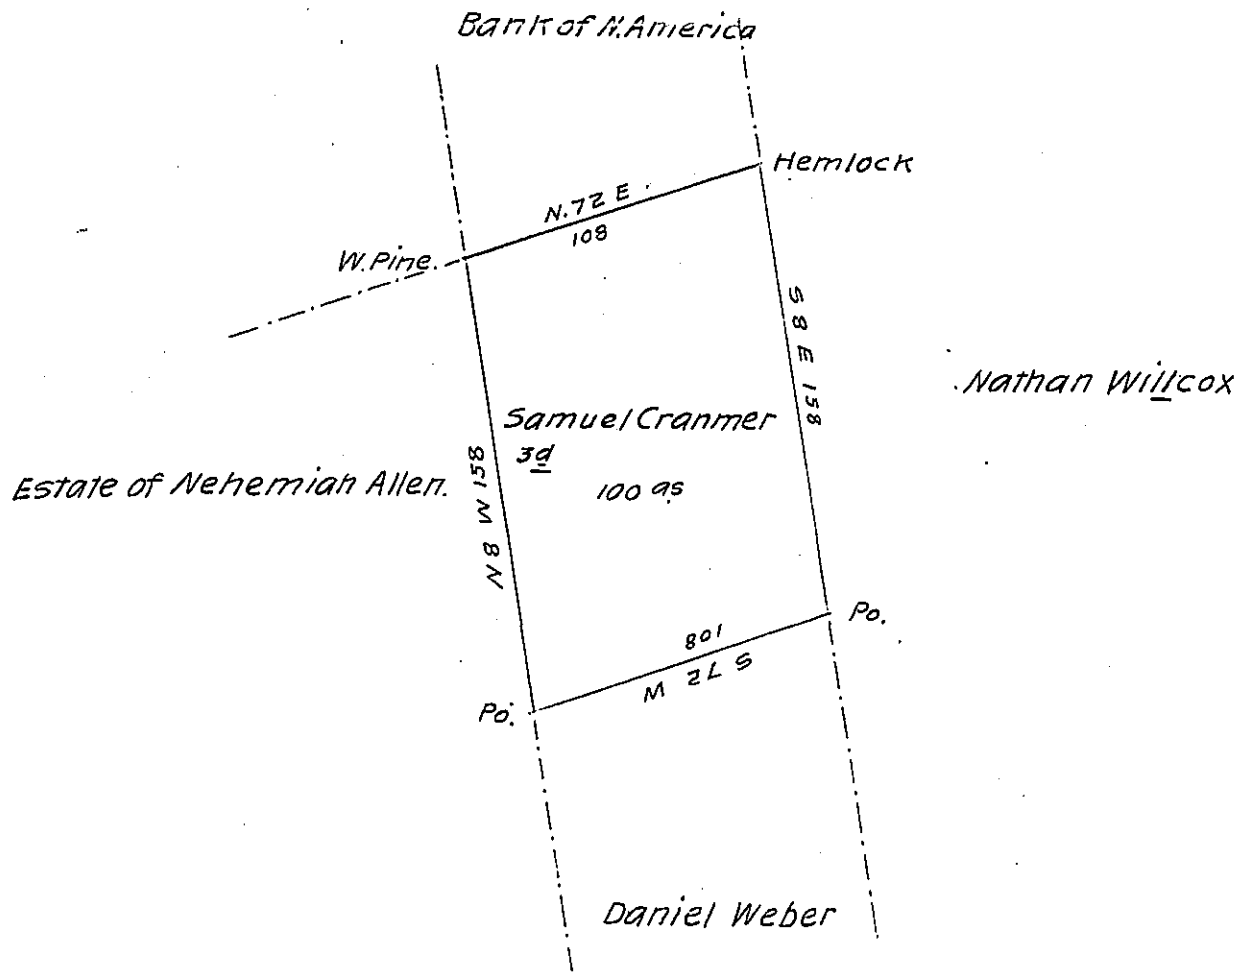 Bank of N. America
Hemlock
N. 72 E.
108
W. Pine.
S 8 E 158
Nathan Willcox
Samuel Cranmer
3d
100 as
Estate of Nehemiah Allen.
N 8 W 158
Po.
108
S 72 W
Po.
Daniel Weber